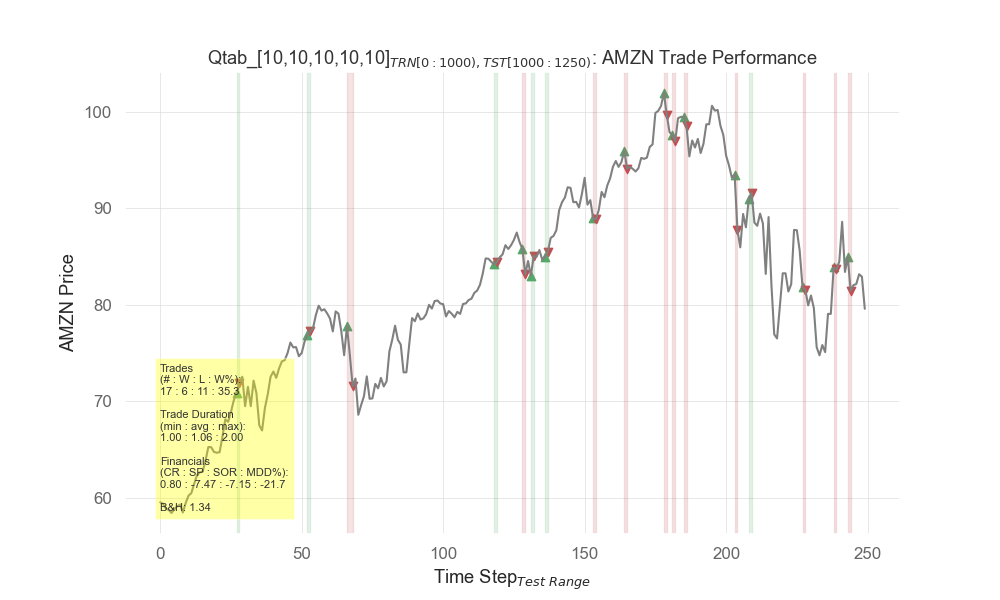 Qtab_[10,10,10,10,10]TRN[0 : 1000), TST[1000 : 1250): AMZN Trade Performance
100
90
80
70
60
AMZN Price
Trades
(# : W : L : W%):
17 : 6 : 11 : 35.3
Trade Duration
(min : avg : max):
1.00 : 1.06 : 2.00
Financials
(CR : SP : SOR : MDD%):
0.80 : -7.47 : -7.15 : -21.7
B&H: 1.34
0 50 100 150 200 250
Time StepTest Range